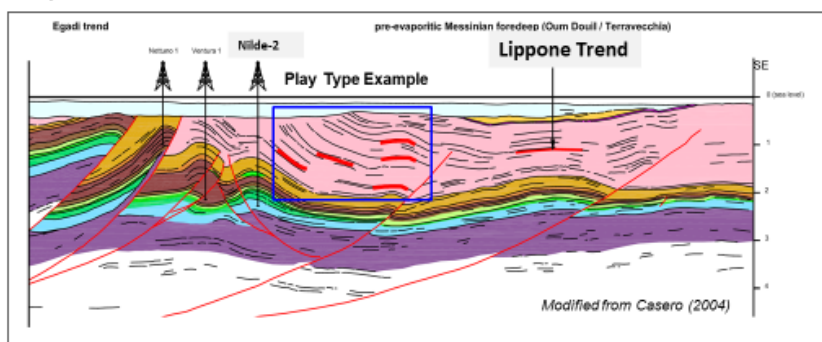 Egadi trend
pre-evaporitic Messinian foredeep (Oum Douil / Terravecchia)
Nettuno 1
Ventura 1
Nilde-2
Lippone Trend
SE
Play Type Example
0 (sea level)
1
2
3
4
Modified from Casero (2004)